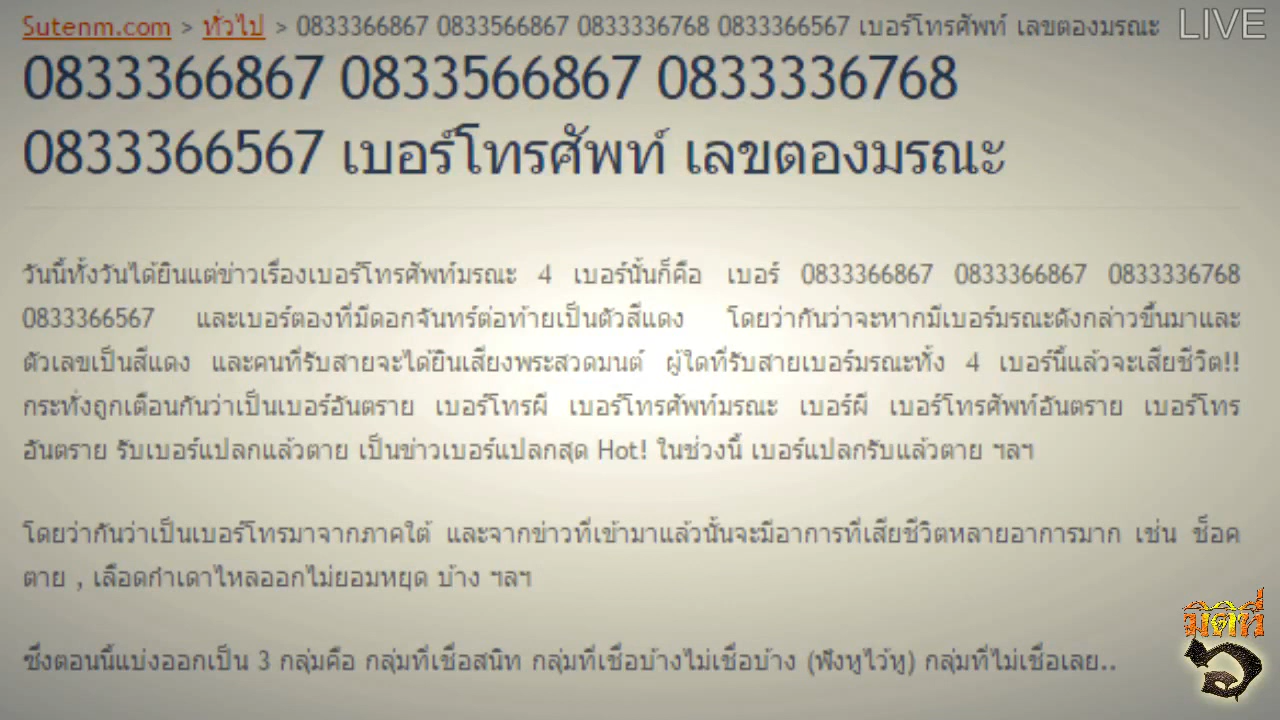 Sutenm.com > ทั่วไป > 0833366867 0833566867 0833336768 0833366567 เบอร์โทรศัพท์ เลขตองมรณะ LIVE
0833366867 0833566867 0833336768
0833366567 เบอร์โทรศัพท์ เลขตองมรณะ
วันนี้ทั้งวันได้ยินแต่ข่าวเรื่องเบอร์โทรศัพท์มรณะ 4 เบอร์นั้นก็คือ เบอร์ 0833366867 0833366867 0833336768
0833366567 และเบอร์ตองที่มีดอกจันทร์ต่อท้ายเป็นตัวสีแดง โดยว่ากันว่าจะหากมีเบอร์มรณะดังกล่าวขึ้นมาและ
ตัวเลขเป็นสีแดง และคนที่รับสายจะได้ยินเสียงพระสวดมนต์ ผู้ใดที่รับสายเบอร์มรณะทั้ง 4 เบอร์นี้แล้วจะเสียชีวิต!!
กระทั่งถูกเตือนกันว่าเป็นเบอร์อันตราย เบอร์โทรผี เบอร์โทรศัพท์มรณะ เบอร์ผี เบอร์โทรศัพท์อันตราย เบอร์โทร
อันตราย รับเบอร์แปลกแล้วตาย เป็นข่าวเบอร์แปลกสุด Hot! ในช่วงนี้ เบอร์แปลกรับแล้วตาย ฯลฯ
โดยว่ากันว่าเป็นเบอร์โทรมาจากภาคใต้ และจากข่าวที่เข้ามาแล้วนั้นจะมีอาการที่เสียชีวิตหลายอาการมาก เช่น ช็อค
ตาย , เลือดกำเดาไหลออกไม่ยอมหยุด บ้าง ฯลฯ
ซึ่งตอนนี้แบ่งออกเป็น 3 กลุ่มคือ กลุ่มที่เชื่อสนิท กลุ่มที่เชื่อบ้างไม่เชื่อบ้าง (ฟังหูไว้หู) กลุ่มที่ไม่เชื่อเลย..
มิติที่
๖